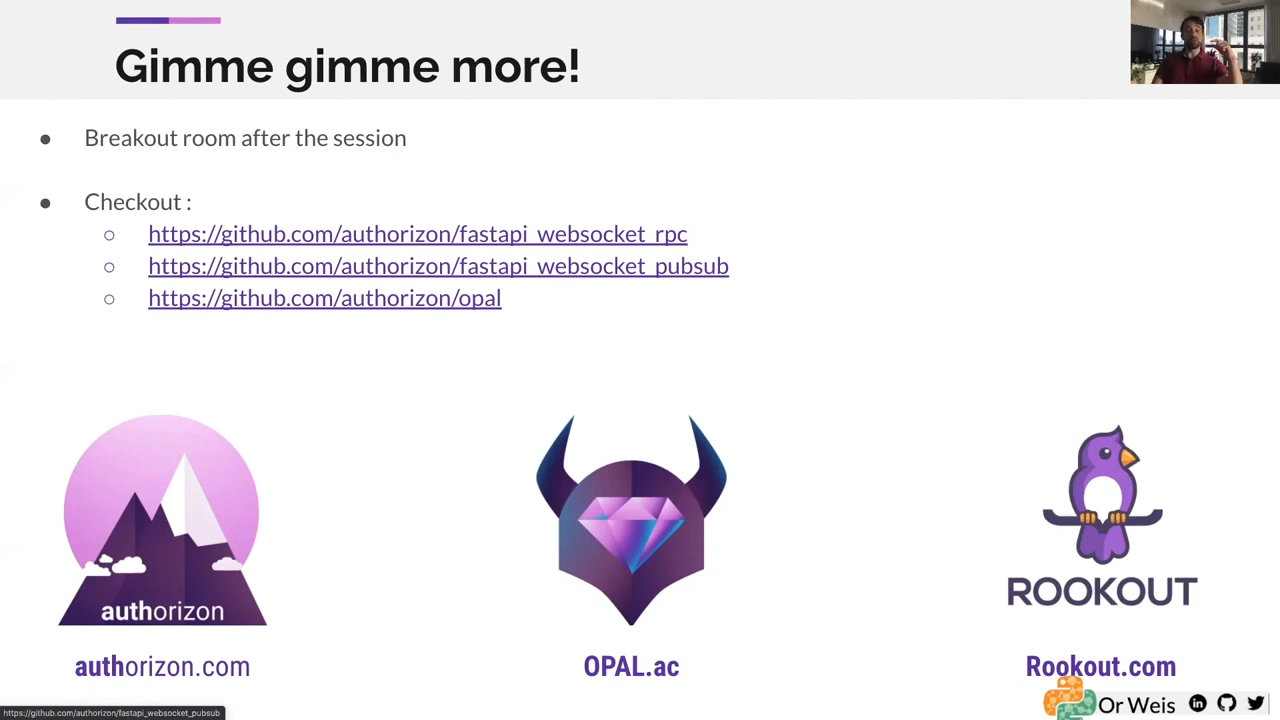 Gimme gimme more!
● Breakout room after the session
● Checkout :
○ https://github.com/authorizon/fastapi_websocket_rpc
○ https://github.com/authorizon/fastapi_websocket_pubsub
○ https://github.com/authorizon/opal
authorizon
ROOKOUT
authorizon.com
OPAL.ac
Rookout.com
Or Weis
https://github.com/authorizon/fastapi_websocket_pubsub